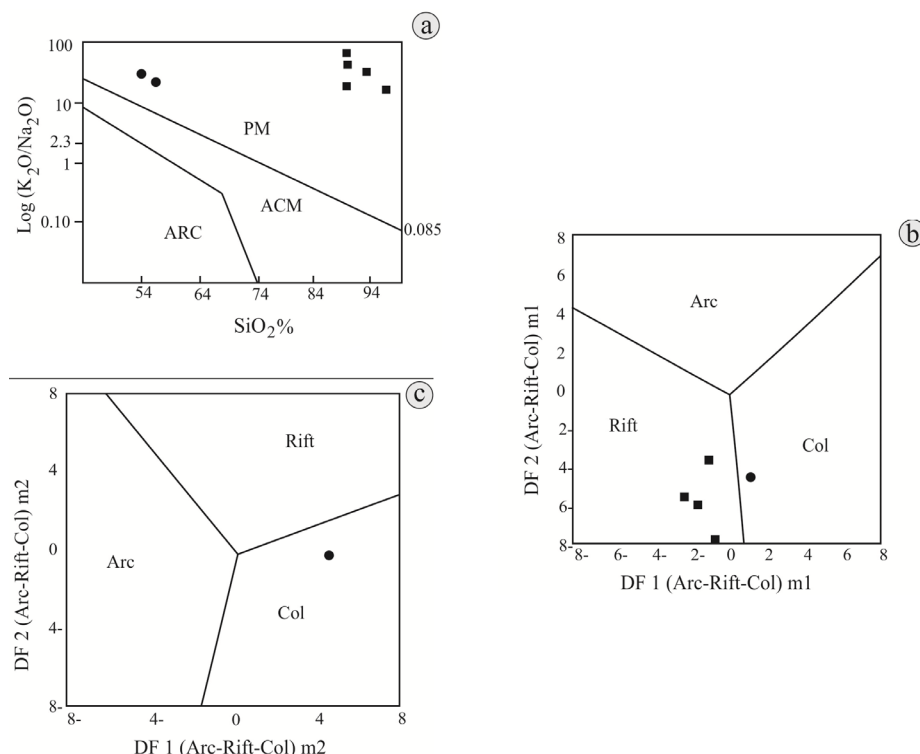 a
100
10
2.3
1
0.10
Log (K2O/Na2O)
PM
ACM
ARC
0.085
54 64 74 84 94
SiO2%
b
8
6
4
2
0
2-
4-
6-
8-
DF 2 (Arc-Rift-Col) m1
Arc
Rift
Col
8- 6- 4- 2- 0 2 4 6 8
DF 1 (Arc-Rift-Col) m1
c
8
4
0
4-
8-
DF 2 (Arc-Rift-Col) m2
Rift
Arc
Col
8- 4- 0 4 8
DF 1 (Arc-Rift-Col) m2